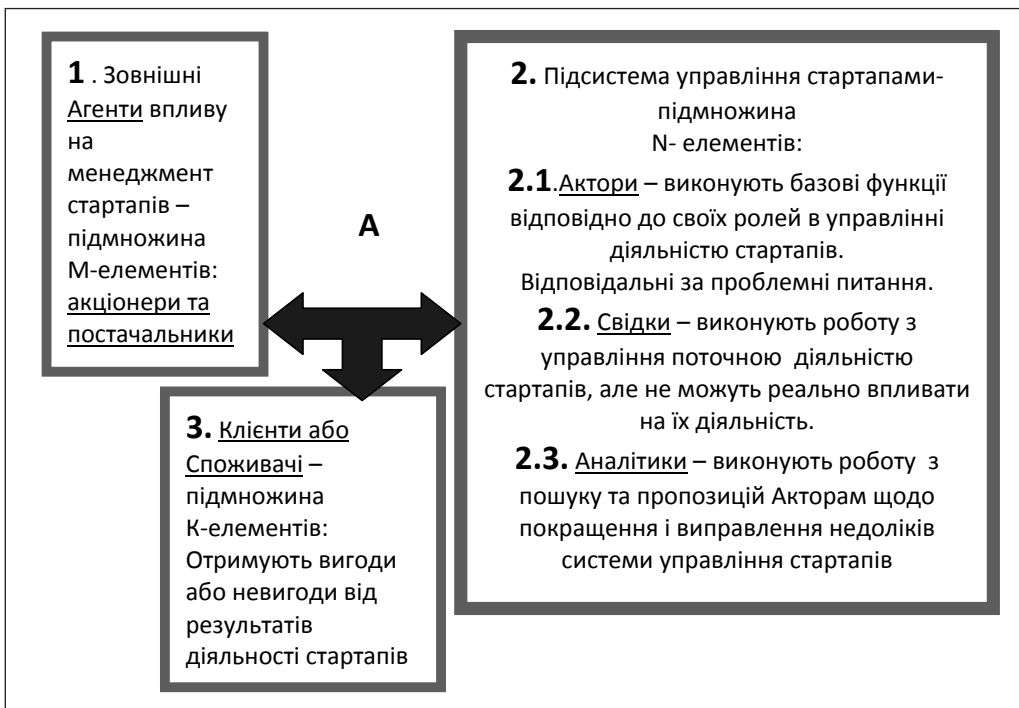 1 . Зовнішні
Агенти впливу
на
менеджмент
стартапів –
підмножина
М-елементів:
акціонери та
постачальники
А
2. Підсистема управління стартапами-
підмножина
N- елементів:
2.1.Актори – виконують базові функції
відповідно до своїх ролей в управлінні
діяльністю стартапів.
Відповідальні за проблемні питання.
2.2. Свідки – виконують роботу з
управління поточною діяльністю
стартапів, але не можуть реально впливати
на їх діяльність.
2.3. Аналітики – виконують роботу з
пошуку та пропозицій Акторам щодо
покращення і виправлення недоліків
системи управління стартапів
3. Клієнти або
Споживачі –
підмножина
К-елементів:
Отримують вигоди
або невигоди від
результатів
діяльності стартапів